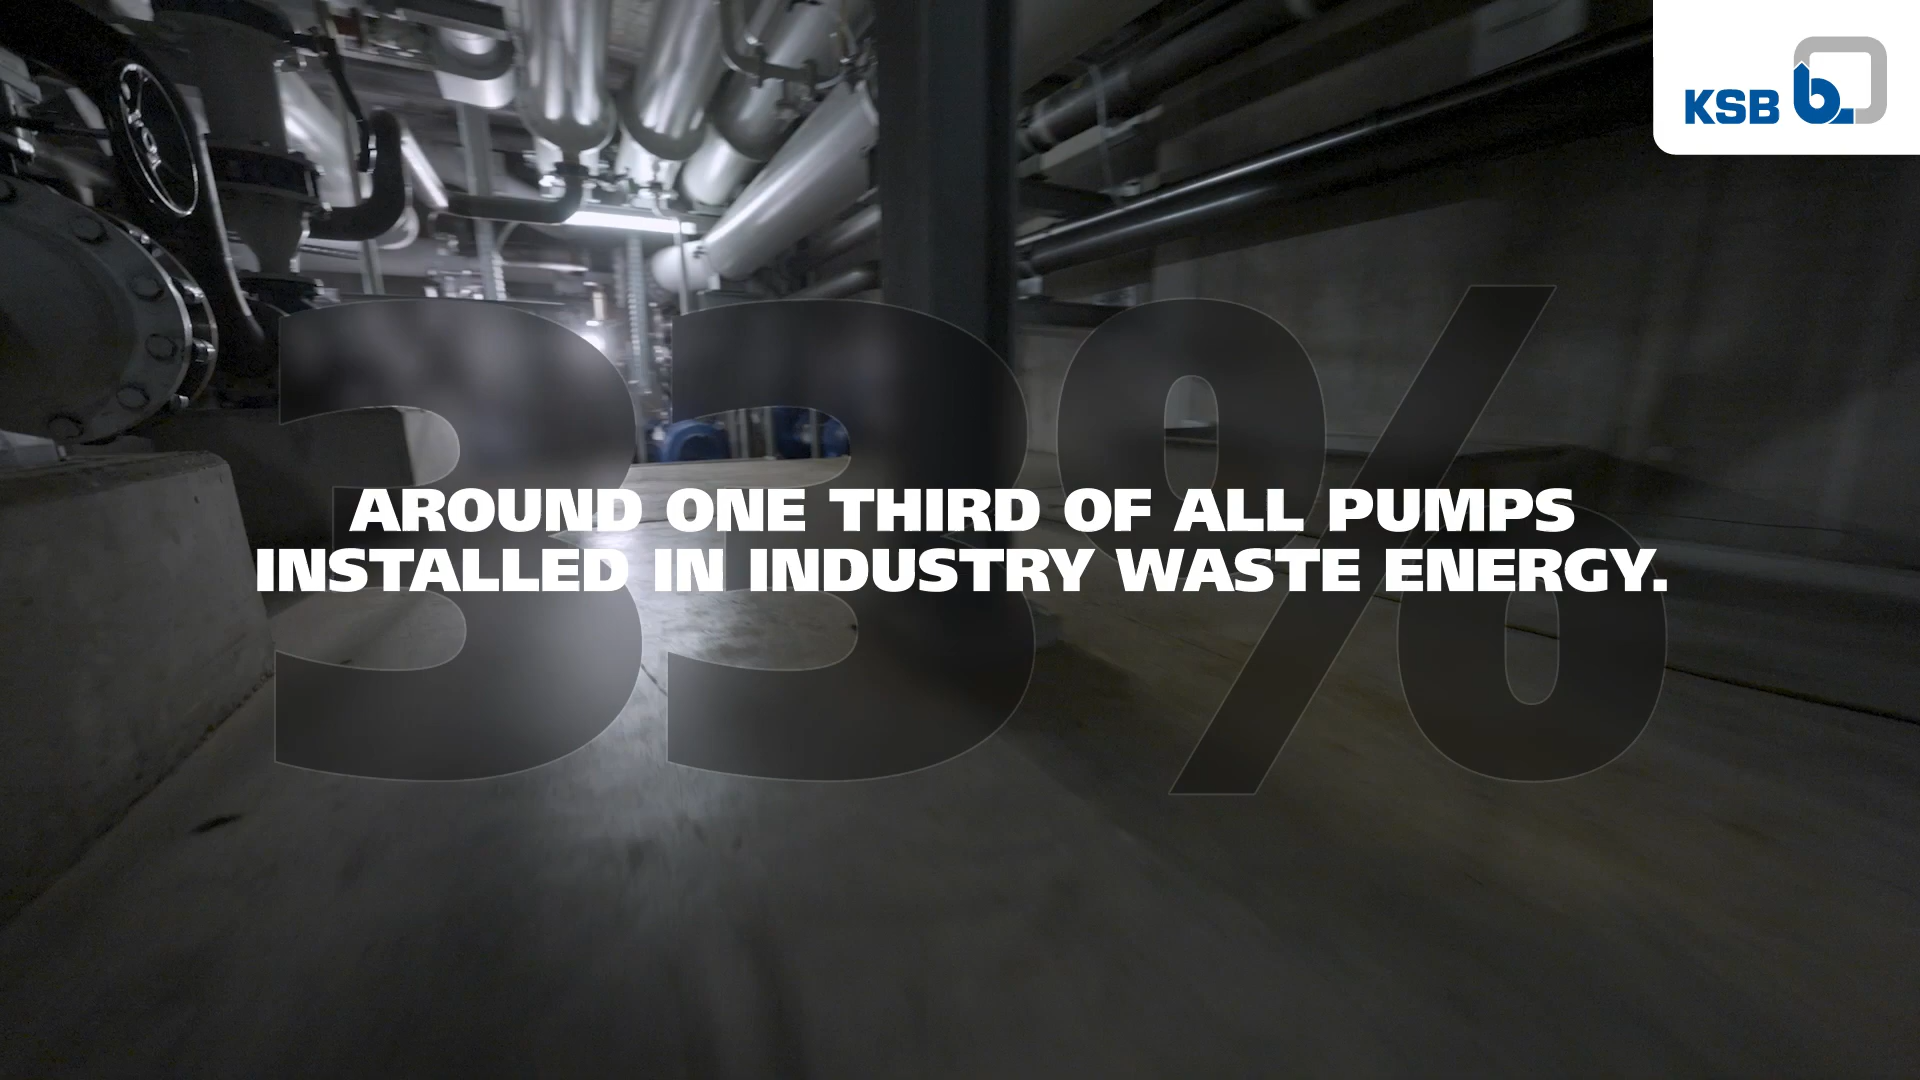 KSB
33%
AROUND ONE THIRD OF ALL PUMPS
INSTALLED IN INDUSTRY WASTE ENERGY.